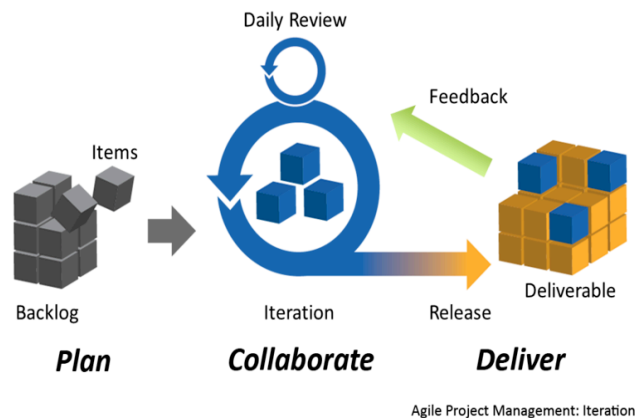 Daily Review
Feedback
Items
Backlog
Iteration
Release
Deliverable
Plan
Collaborate
Deliver
Agile Project Management: Iteration